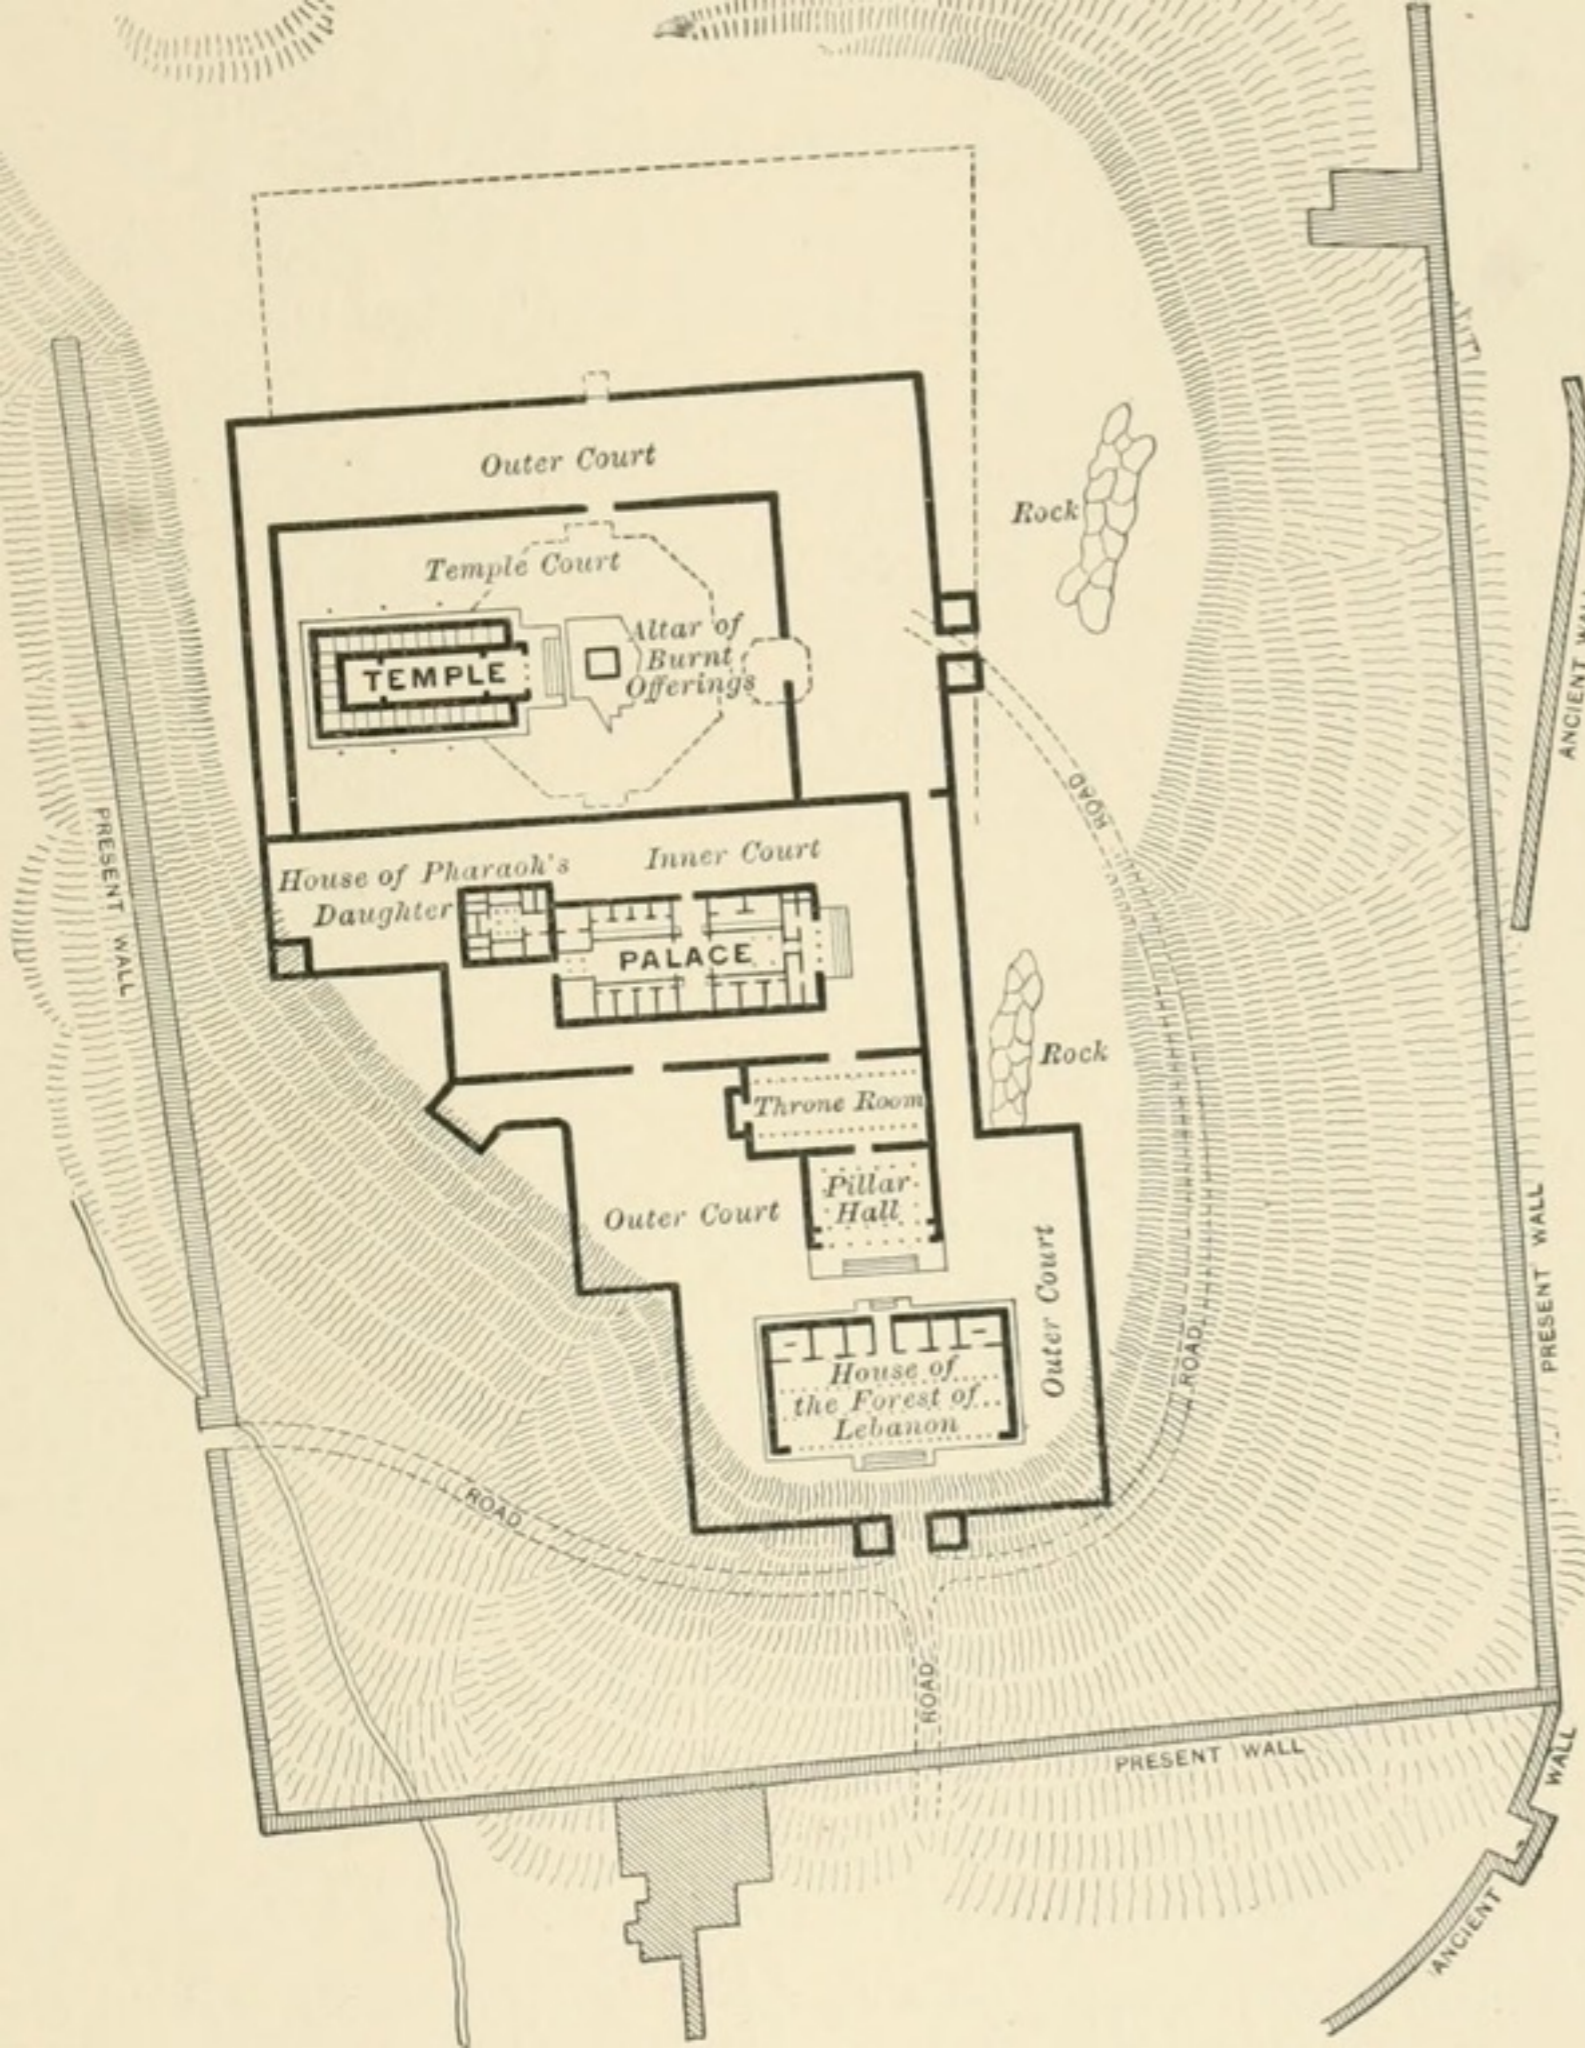 Outer Court
Rock
Temple Court
Altar of
Burnt
Offerings
TEMPLE
ANCIENT WALL
ROAD
PRESENT WALL
House of Pharaoh's
Daughter
Inner Court
PALACE
Rock
Throne Room
Pillar
Hall
Outer Court
Outer Court
PRESENT WALL
ROAD
House of
the Forest of
Lebanon
ROAD
ROAD
PRESENT WALL
ANCIENT WALL